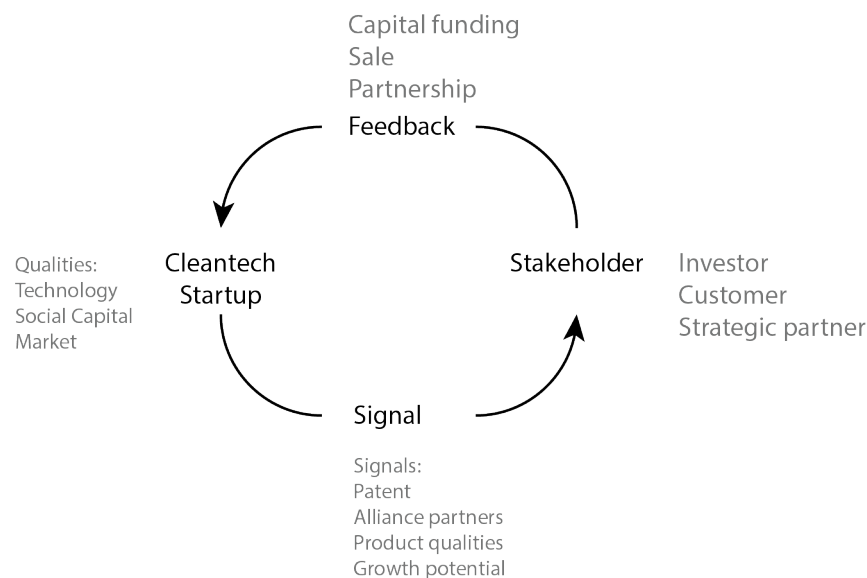 Capital funding
Sale
Partnership
Feedback
Qualities:
Technology
Social Capital
Market
Cleantech
Startup
Stakeholder
Investor
Customer
Strategic partner
Signal
Signals:
Patent
Alliance partners
Product qualities
Growth potential